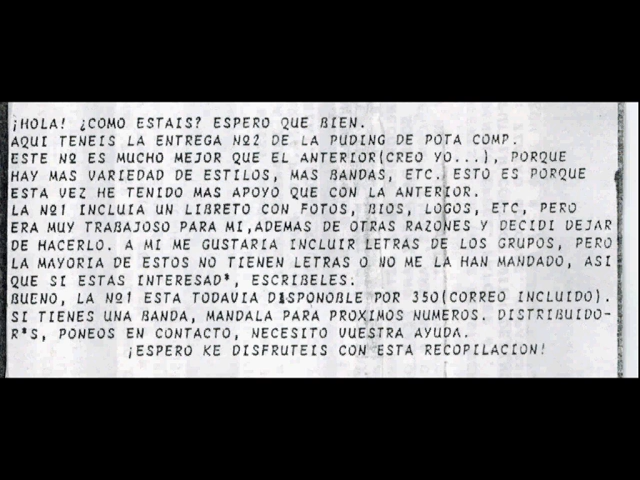 ¡HOLA! ¿COMO ESTAIS? ESPERO QUE BIEN.
AQUI TENEIS LA ENTREGA Nº2 DE LA PUDING DE POTA COMP.
ESTE Nº ES MUCHO MEJOR QUE EL ANTERIOR(CREO YO...), PORQUE
HAY MAS VARIEDAD DE ESTILOS, MAS BANDAS, ETC. ESTO ES PORQUE
ESTA VEZ HE TENIDO MAS APOYO QUE CON LA ANTERIOR.
LA Nº1 INCLUIA UN LIBRETO CON FOTOS, BIOS, LOGOS, ETC, PERO
ERA MUY TRABAJOSO PARA MI,ADEMAS DE OTRAS RAZONES Y DECIDI DEJAR
DE HACERLO. A MI ME GUSTARIA INCLUIR LETRAS DE LOS GRUPOS, PERO
LA MAYORIA DE ESTOS NO TIENEN LETRAS O NO ME LA HAN MANDADO, ASI
QUE SI ESTAS INTERESAD*, ESCRIBELES.
BUENO, LA Nº1 ESTA TODAVIA DISPONOBLE POR 350(CORREO INCLUIDO).
SI TIENES UNA BANDA, MANDALA PARA PROXIMOS NUMEROS. DISTRIBUIDO-
R*S, PONEOS EN CONTACTO, NECESITO VUESTRA AYUDA.
¡ESPERO KE DISFRUTEIS CON ESTA RECOPILACION!